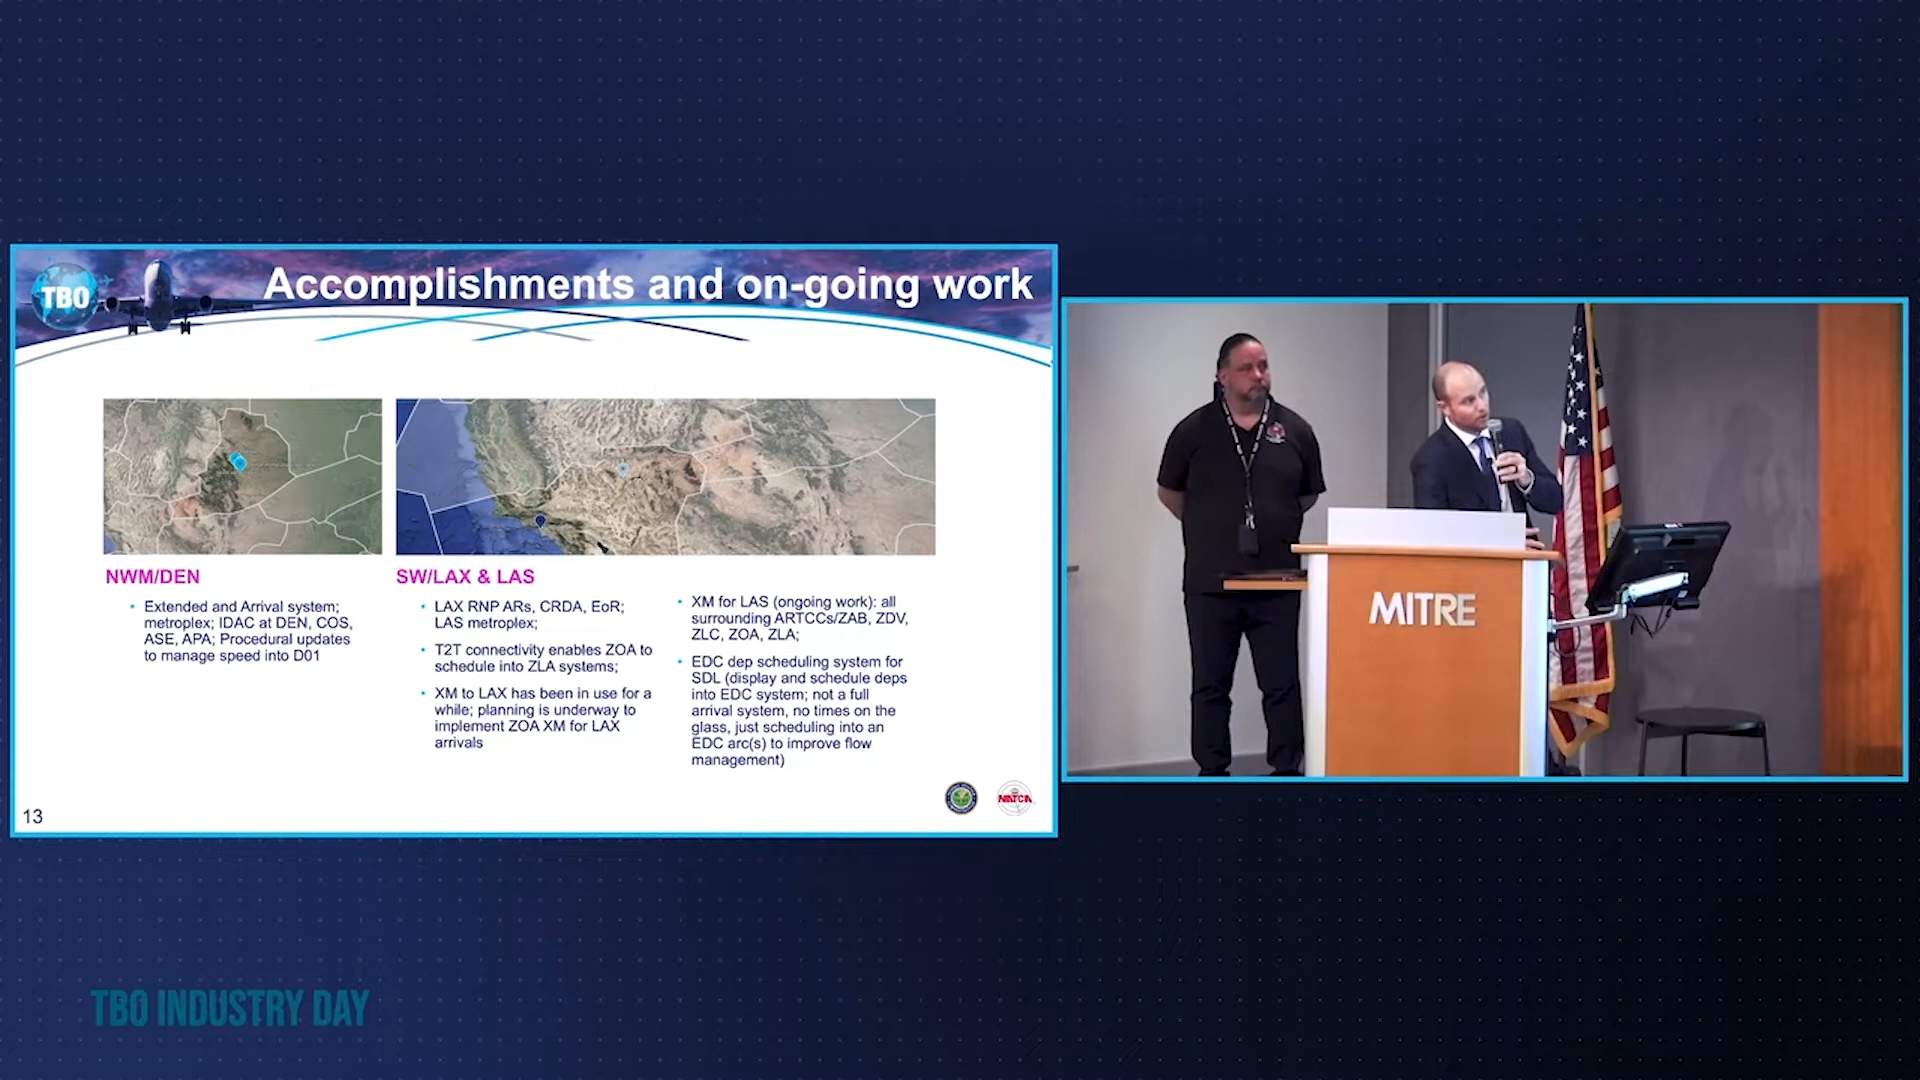 TBO
Accomplishments and on-going work
NWM/DEN
Extended and Arrival system;
metroplex; IDAC at DEN, COS,
ASE, APA; Procedural updates
to manage speed into D01
SW/LAX & LAS
LAX RNP ARs, CRDA, EoR;
LAS metroplex;
T2T connectivity enables ZOA to
schedule into ZLA systems;
XM to LAX has been in use for a
while; planning is underway to
implement ZOA XM for LAX
arrivals
XM for LAS (ongoing work): all
surrounding ARTCCs/ZAB, ZDV,
ZLC, ZOA, ZLA;
EDC dep scheduling system for
SDL (display and schedule deps
into EDC system; not a full
arrival system, no times on the
glass, just scheduling into an
EDC arc(s) to improve flow
management)
NATCA
13
MITRE
TBO INDUSTRY DAY